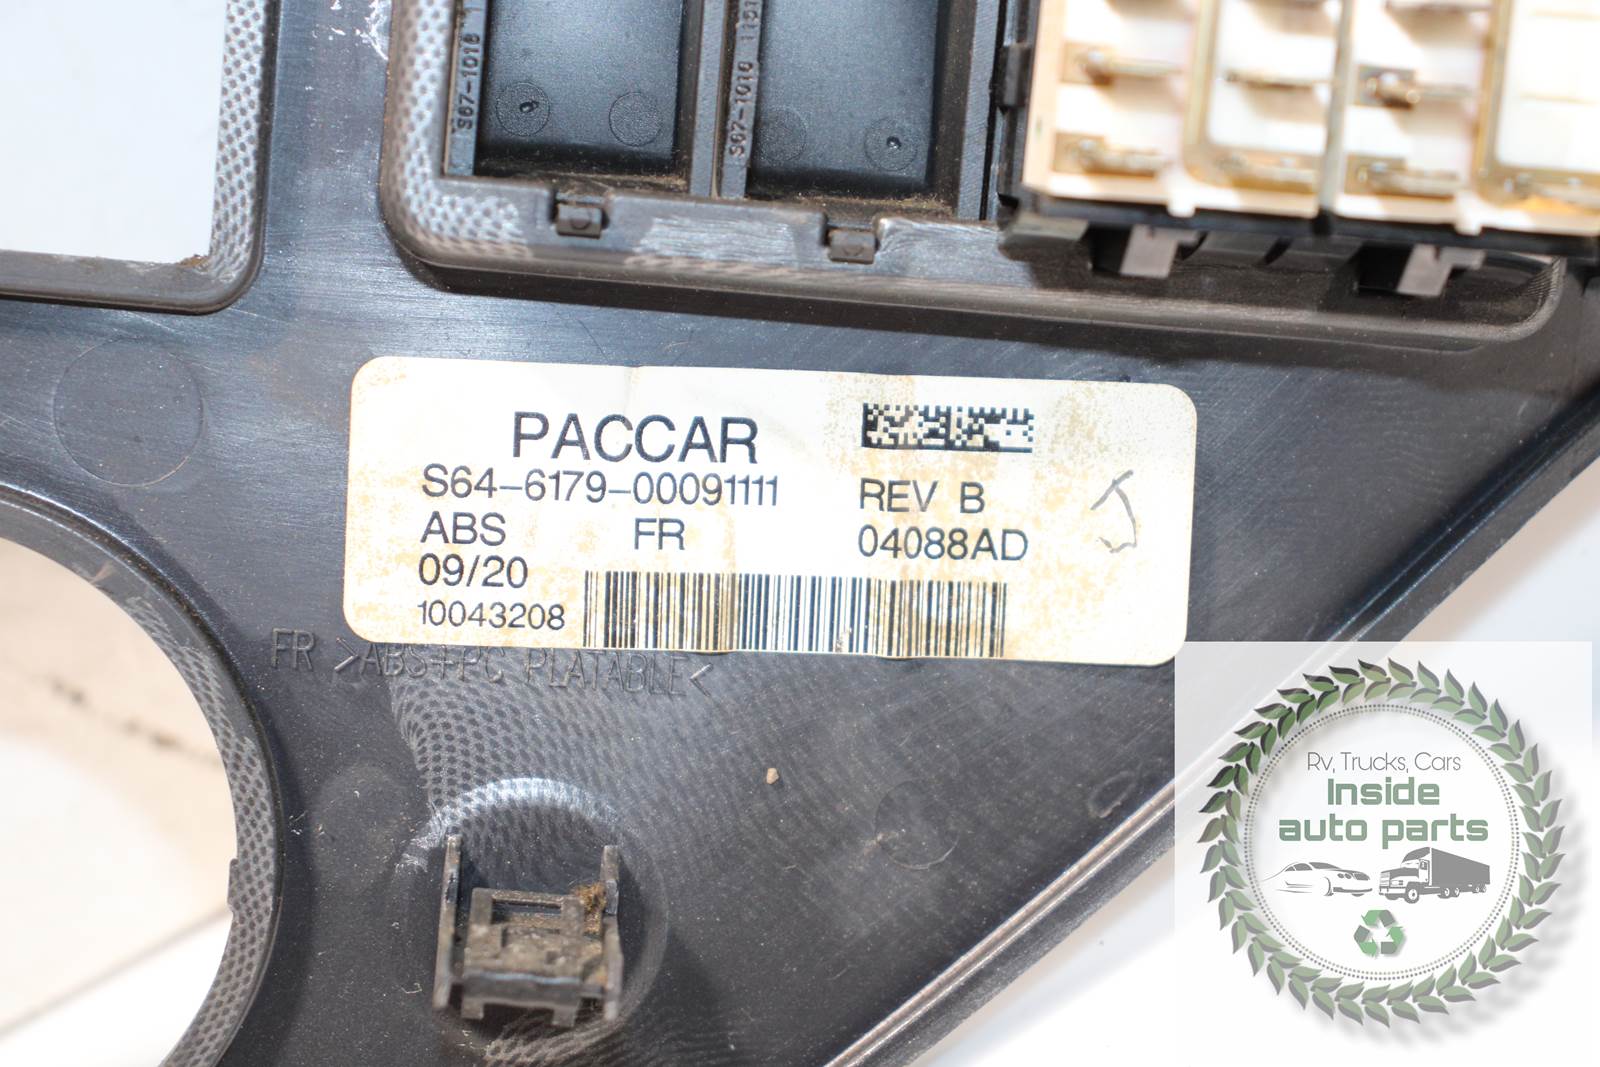 S67-1016
S67-1016
PACCAR
S64-6179-00091111
REV B
ABS FR
04088AD
09/20
10043208
FR >ABS+PC PLATABLE<
Rv, Trucks, Cars
Inside
auto parts